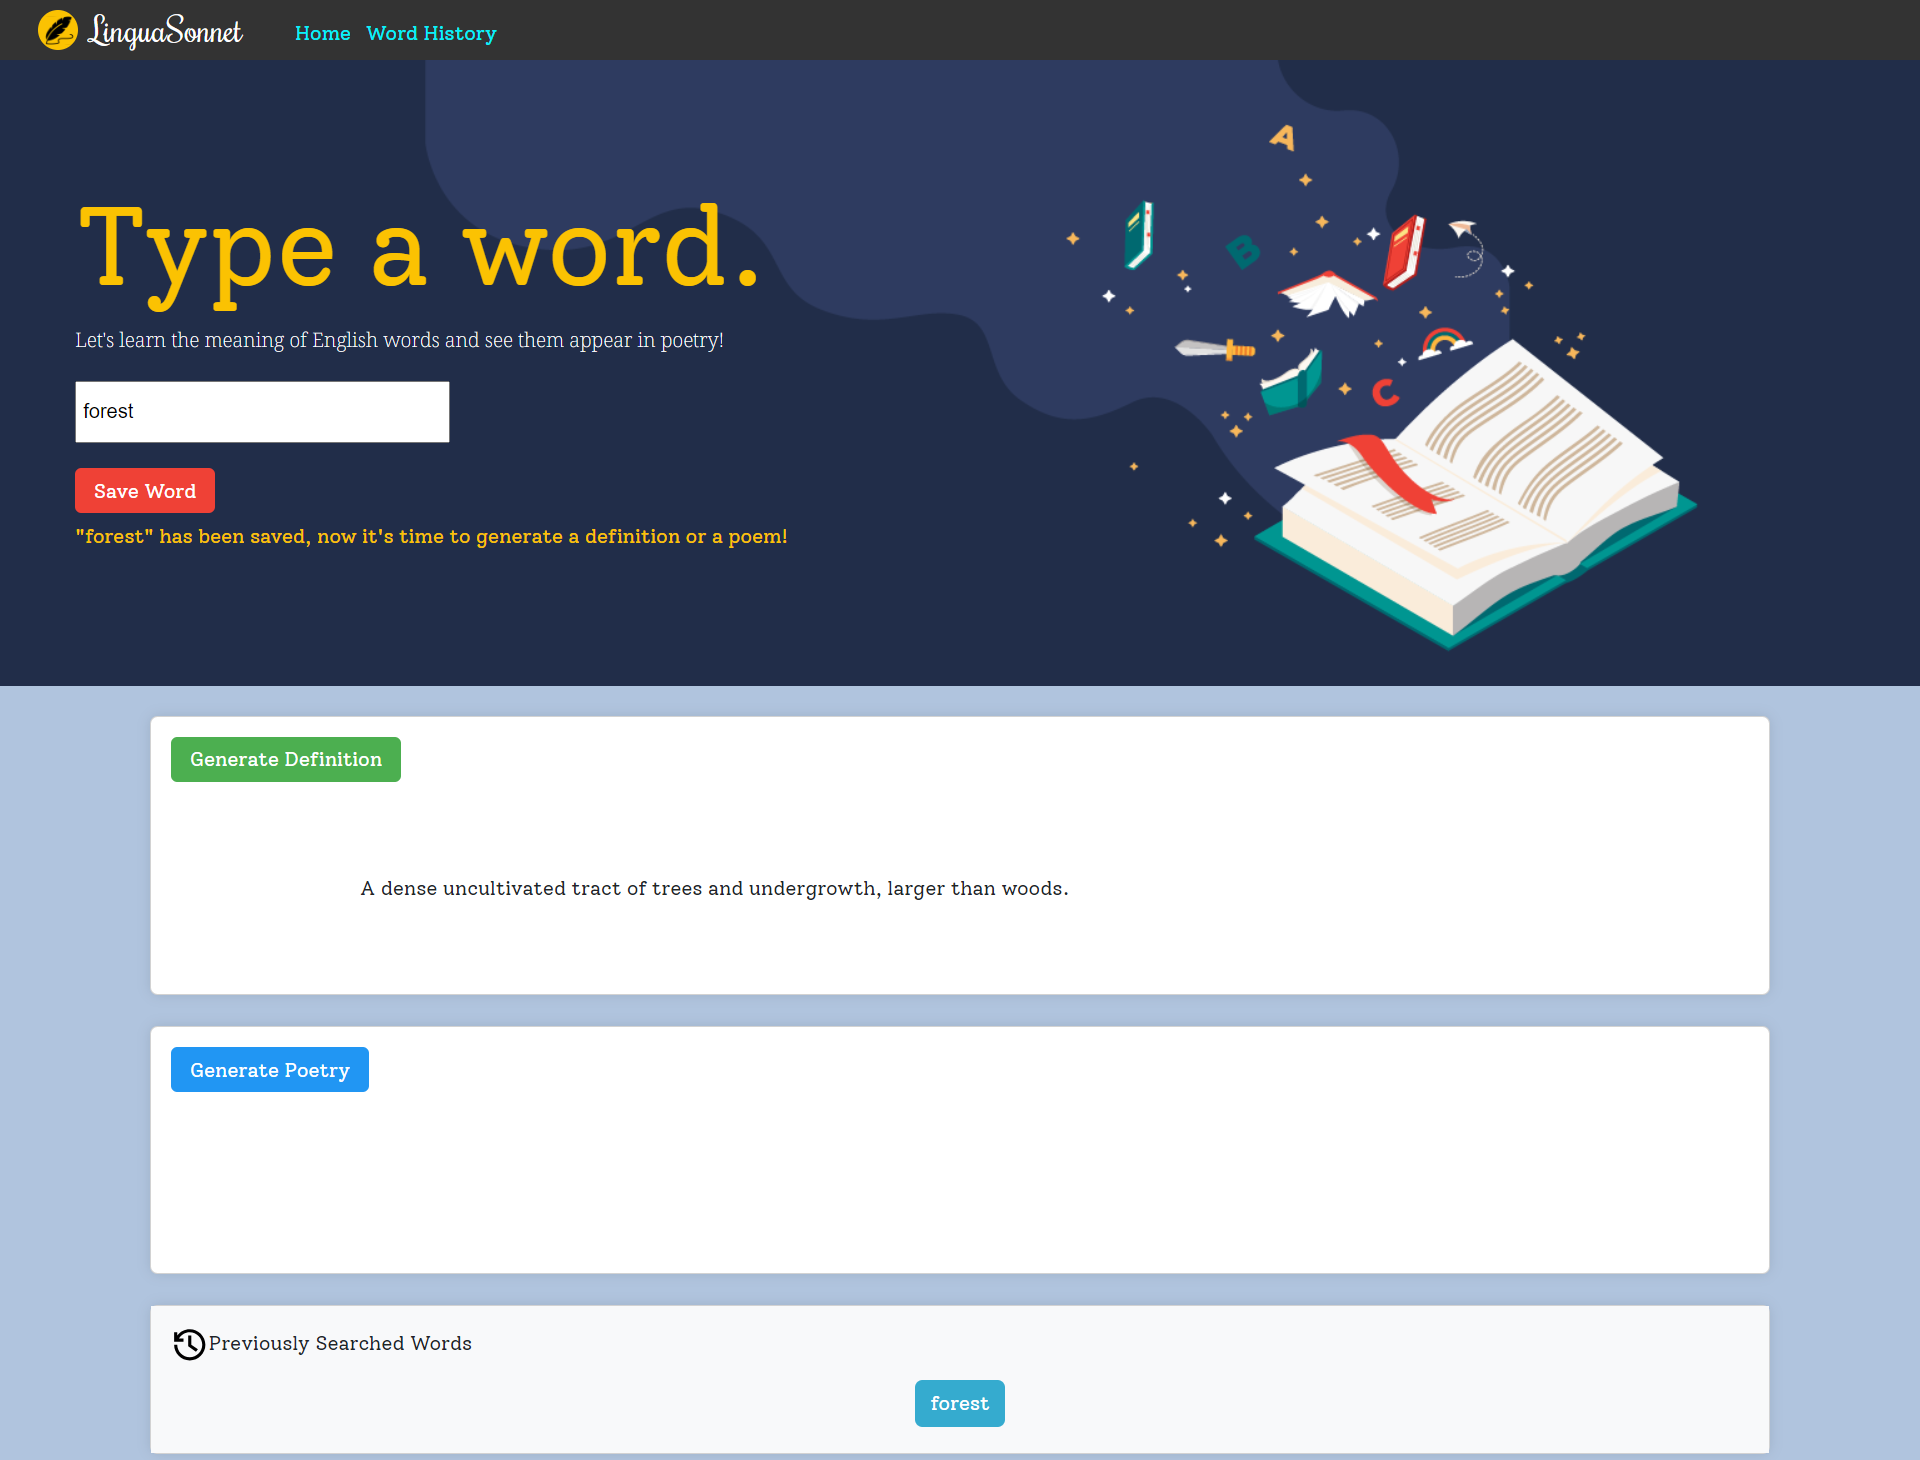 LinguaSonnet Home Word History
Type a word.
Let's learn the meaning of English words and see them appear in poetry!
forest
Save Word
"forest" has been saved, now it's time to generate a definition or a poem!
A
B
C
Generate Definition
A dense uncultivated tract of trees and undergrowth, larger than woods.
Generate Poetry
Previously Searched Words
forest